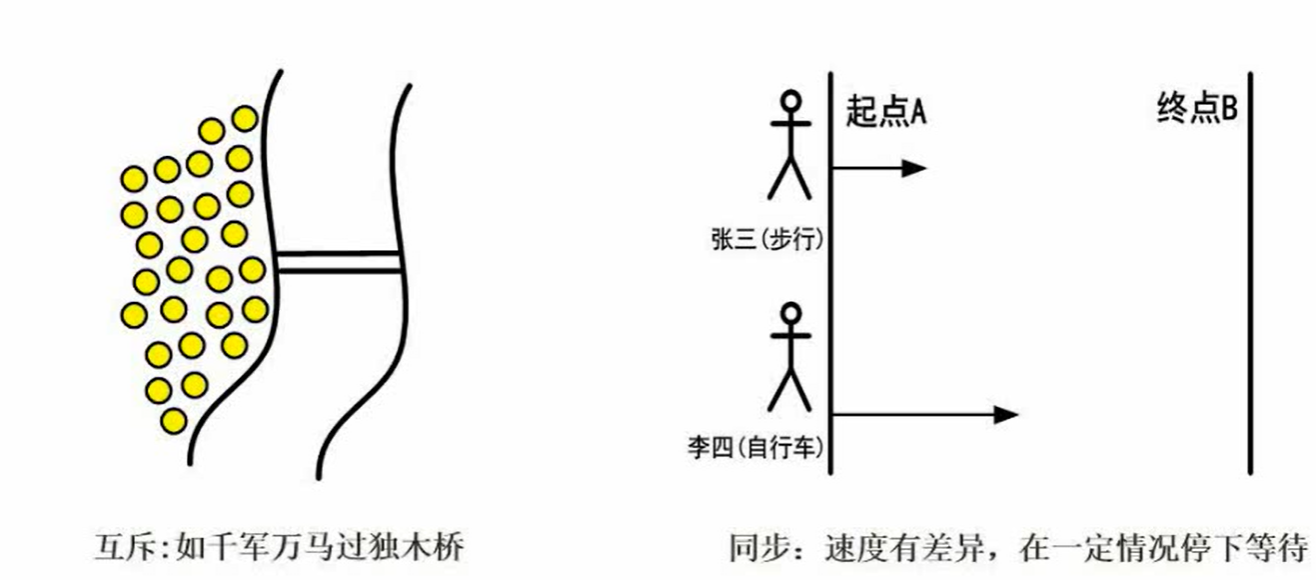 起点A
终点B
张三(步行)
李四(自行车)
互斥:如千军万马过独木桥
同步：速度有差异，在一定情况停下等待